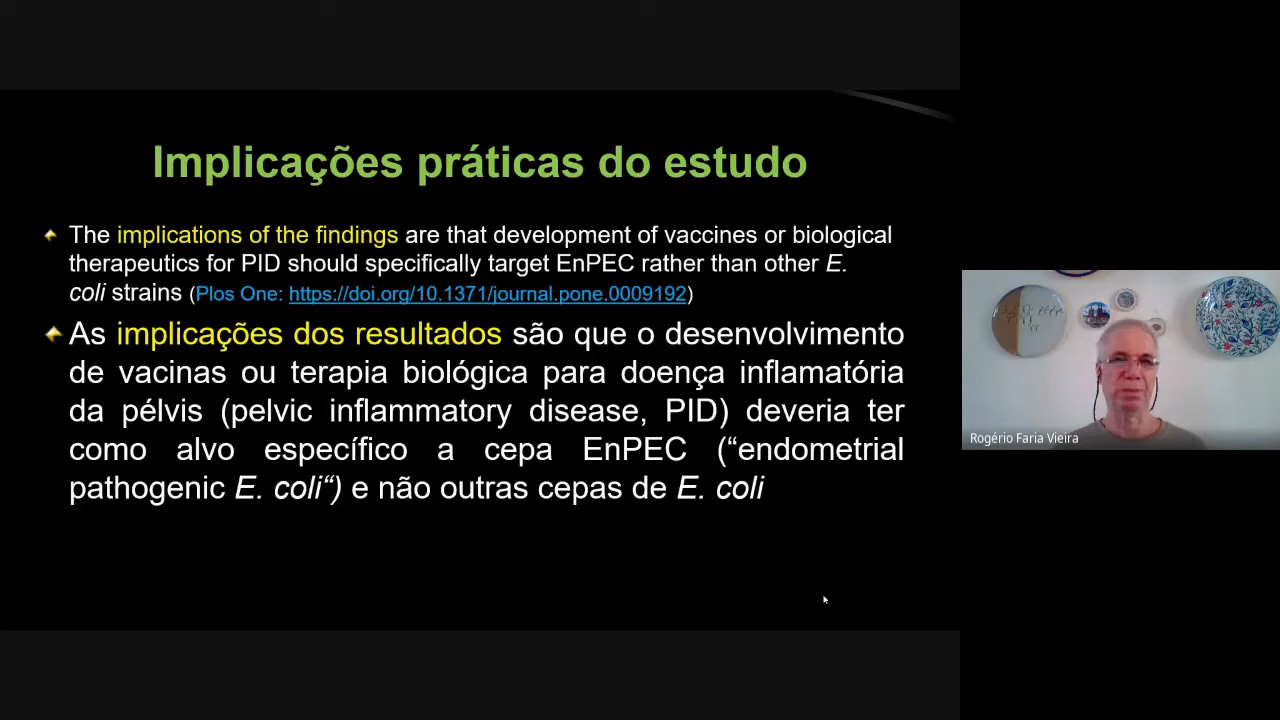 Implicações práticas do estudo
The implications of the findings are that development of vaccines or biological
therapeutics for PID should specifically target EnPEC rather than other E.
coli strains (Plos One: https://doi.org/10.1371/journal.pone.0009192)
As implicações dos resultados são que o desenvolvimento
de vacinas ou terapia biológica para doença inflamatória
da pélvis (pelvic inflammatory disease, PID) deveria ter
como alvo específico a cepa EnPEC (“endometrial
pathogenic E. coli“) e não outras cepas de E. coli
Rogério Faria Vieira